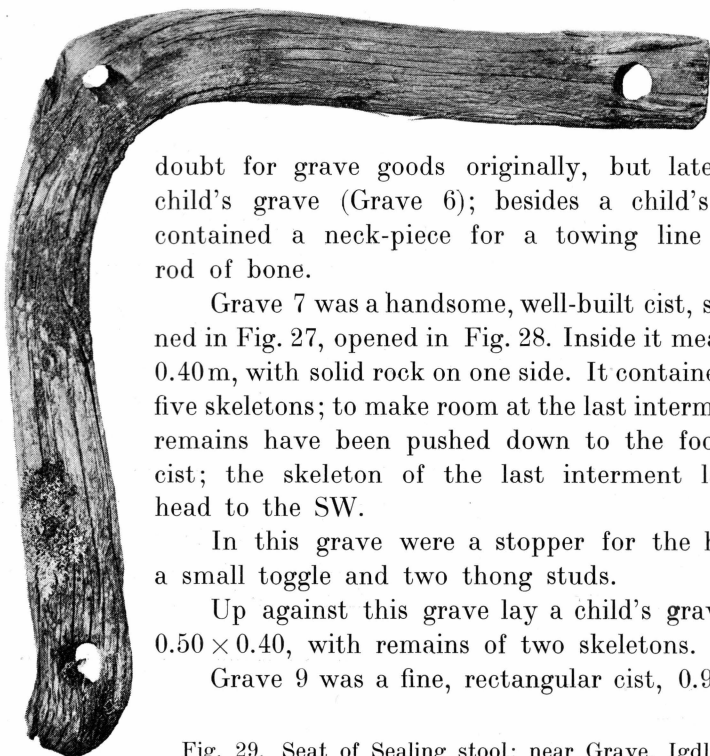 doubt for grave goods originally, but late
child's grave (Grave 6); besides a child's
contained a neck-piece for a towing line
rod of bone.
Grave 7 was a handsome, well-built cist, s
ned in Fig. 27, opened in Fig. 28. Inside it mea
0.40 m, with solid rock on one side. It containe
five skeletons; to make room at the last interm
remains have been pushed down to the foo
cist; the skeleton of the last interment l
head to the SW.
In this grave were a stopper for the h
a small toggle and two thong studs.
Up against this grave lay a child's grav
0.50 × 0.40, with remains of two skeletons.
Grave 9 was a fine, rectangular cist, 0.9
Fig. 29. Seat of Sealing stool; near Grave, Igdl